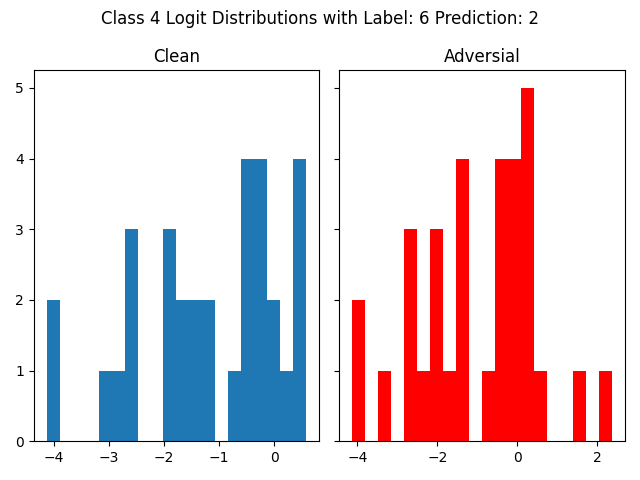 Class 4 Logit Distributions with Label: 6 Prediction: 2
Clean
Adversial
5
4
3
2
1
0
−4 −3 −2 −1 0
−4 −2 0 2